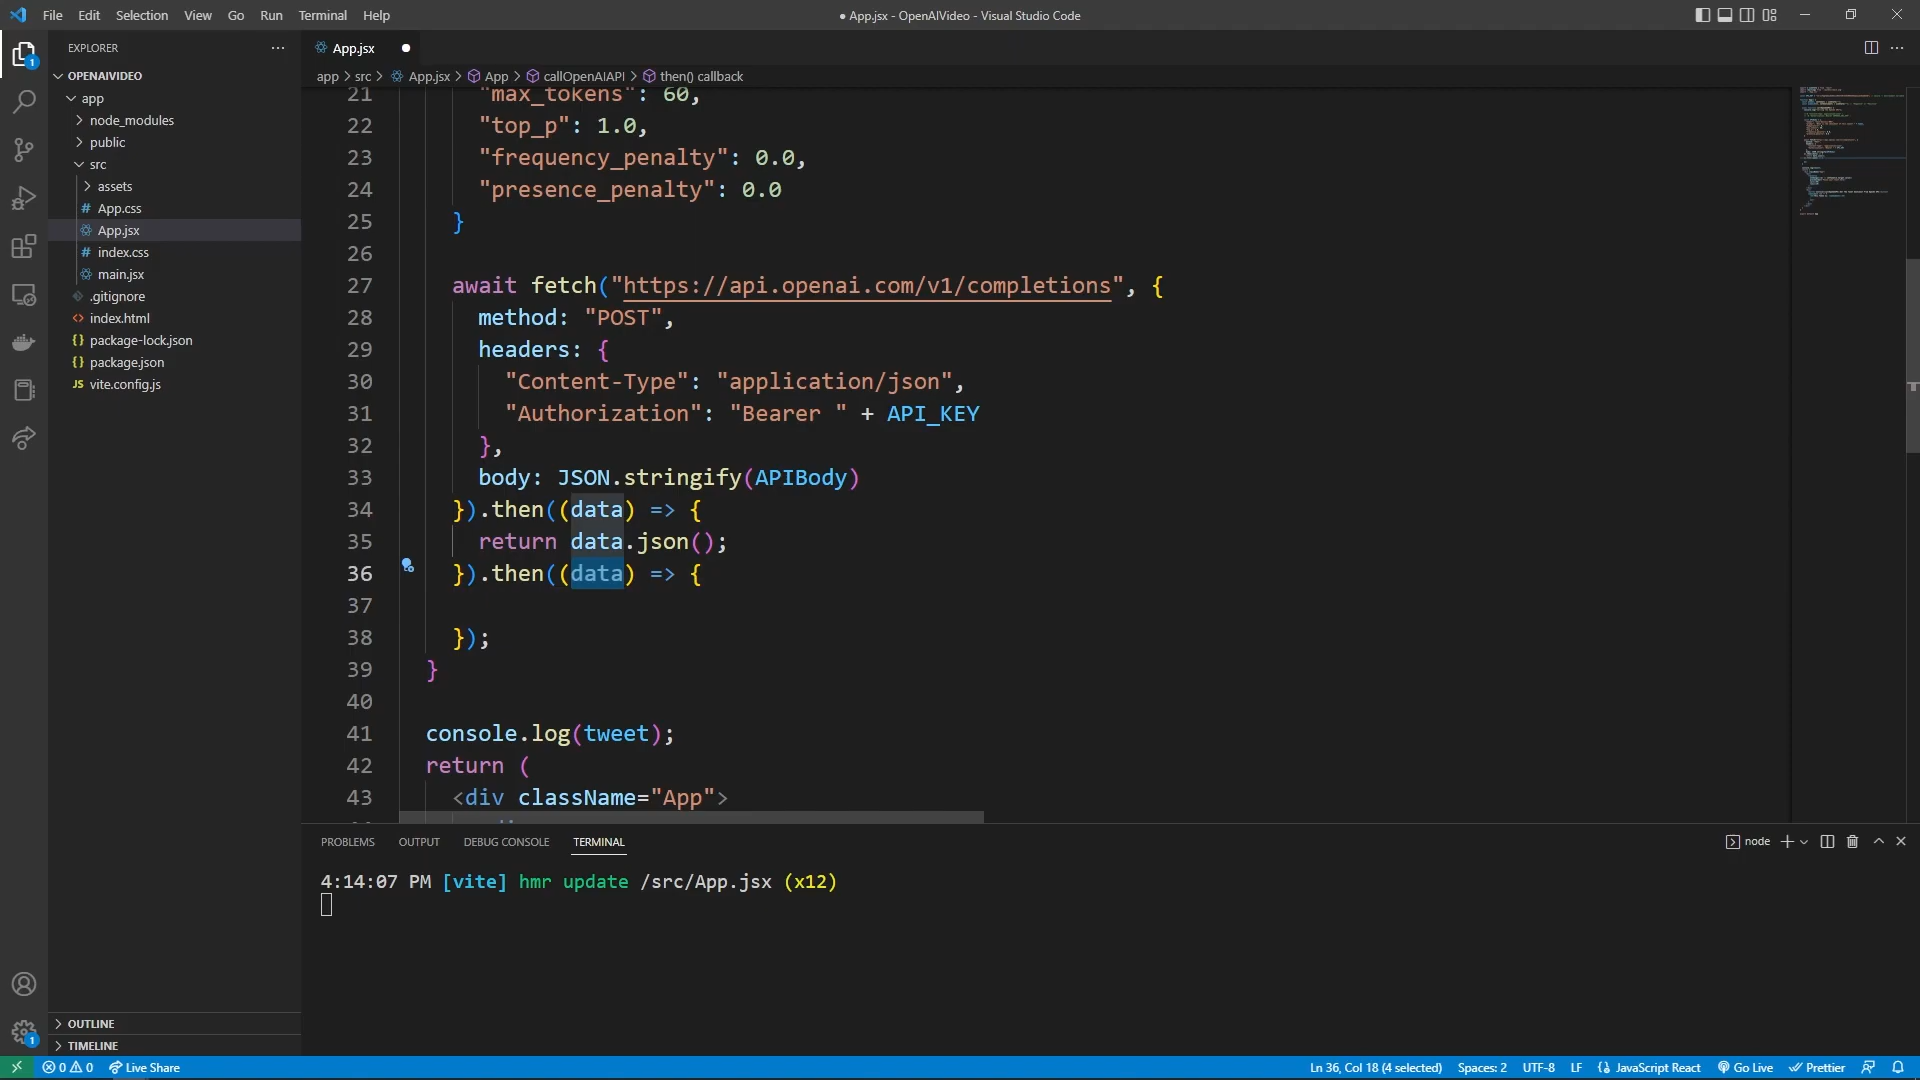 File Edit Selection View Go Run Terminal Help
● App.jsx - OpenAIVideo - Visual Studio Code
EXPLORER
OPENAIVIDEO
app
node_modules
public
src
assets
# App.css
App.jsx
# index.css
main.jsx
.gitignore
<> index.html
{} package-lock.json
{} package.json
JS vite.config.js
OUTLINE
TIMELINE
App.jsx ●
app > src > App.jsx > App > callOpenAIAPI > then() callback
21 "max_tokens": 60,
22 "top_p": 1.0,
23 "frequency_penalty": 0.0,
24 "presence_penalty": 0.0
25 }
26
27 await fetch("https://api.openai.com/v1/completions", {
28 method: "POST",
29 headers: {
30 "Content-Type": "application/json",
31 "Authorization": "Bearer " + API_KEY
32 },
33 body: JSON.stringify(APIBody)
34 }).then((data) => {
35 return data.json();
36 }).then((data) => {
37
38 });
39 }
40
41 console.log(tweet);
42 return (
43 <div className="App">
PROBLEMS OUTPUT DEBUG CONSOLE TERMINAL
node
4:14:07 PM [vite] hmr update /src/App.jsx (x12)
1
1
0 0 Live Share
Ln 36, Col 18 (4 selected) Spaces: 2 UTF-8 LF {} JavaScript React Go Live Prettier